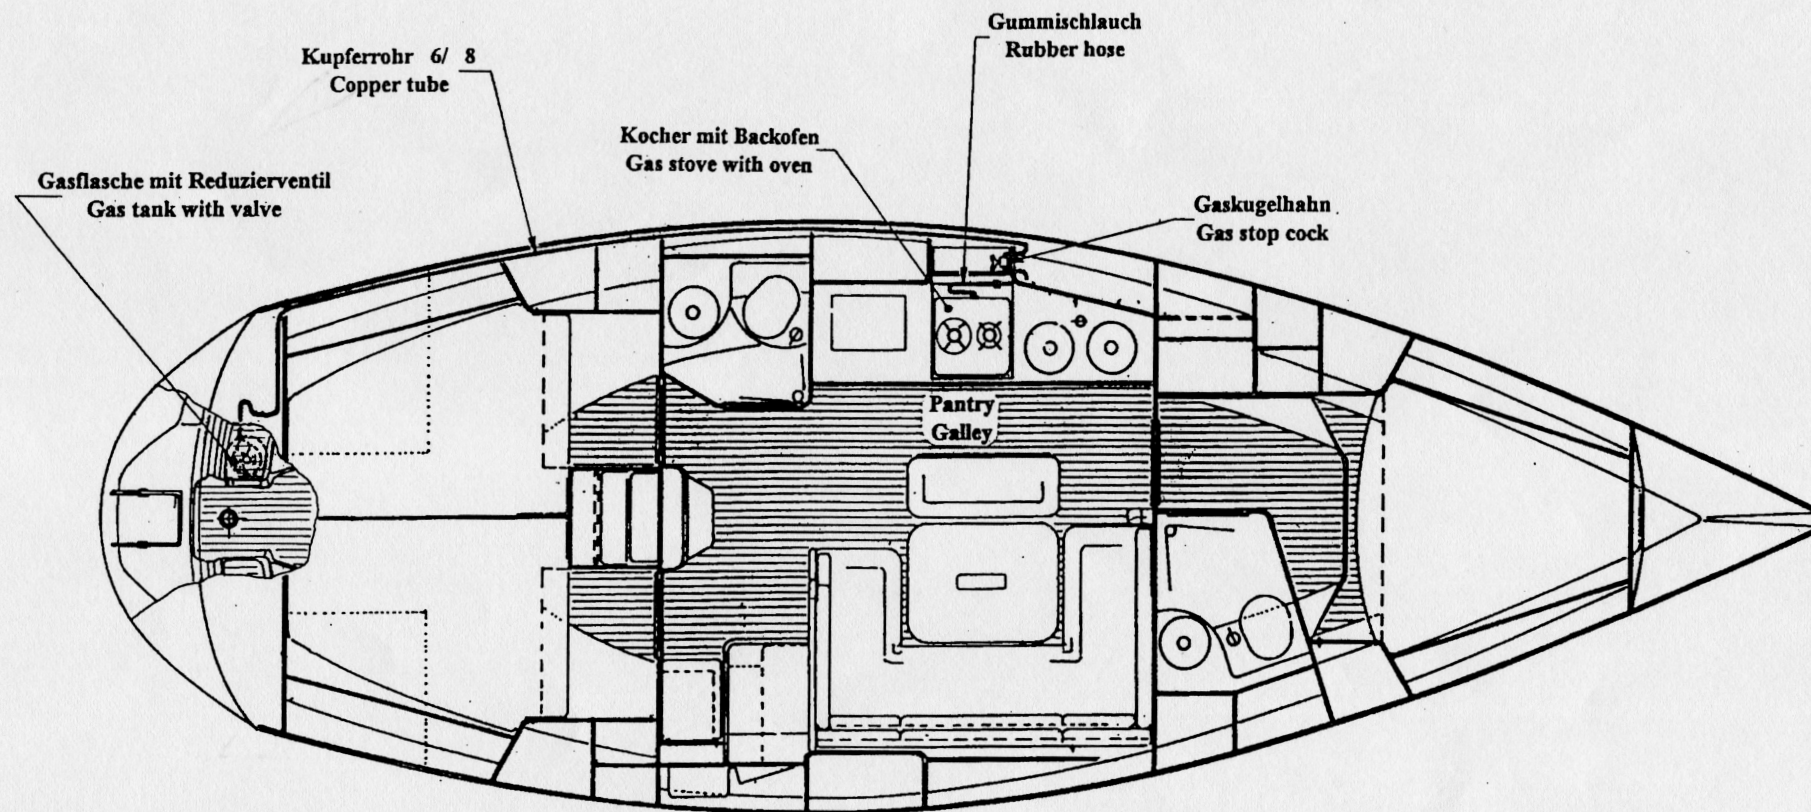 Gummischlauch
Rubber hose
Kupferrohr 6/ 8
Copper tube
Kocher mit Backofen
Gas stove with oven
Gasflasche mit Reduzierventil
Gas tank with valve
Gaskugelhahn
Gas stop cock
Pantry
Galley